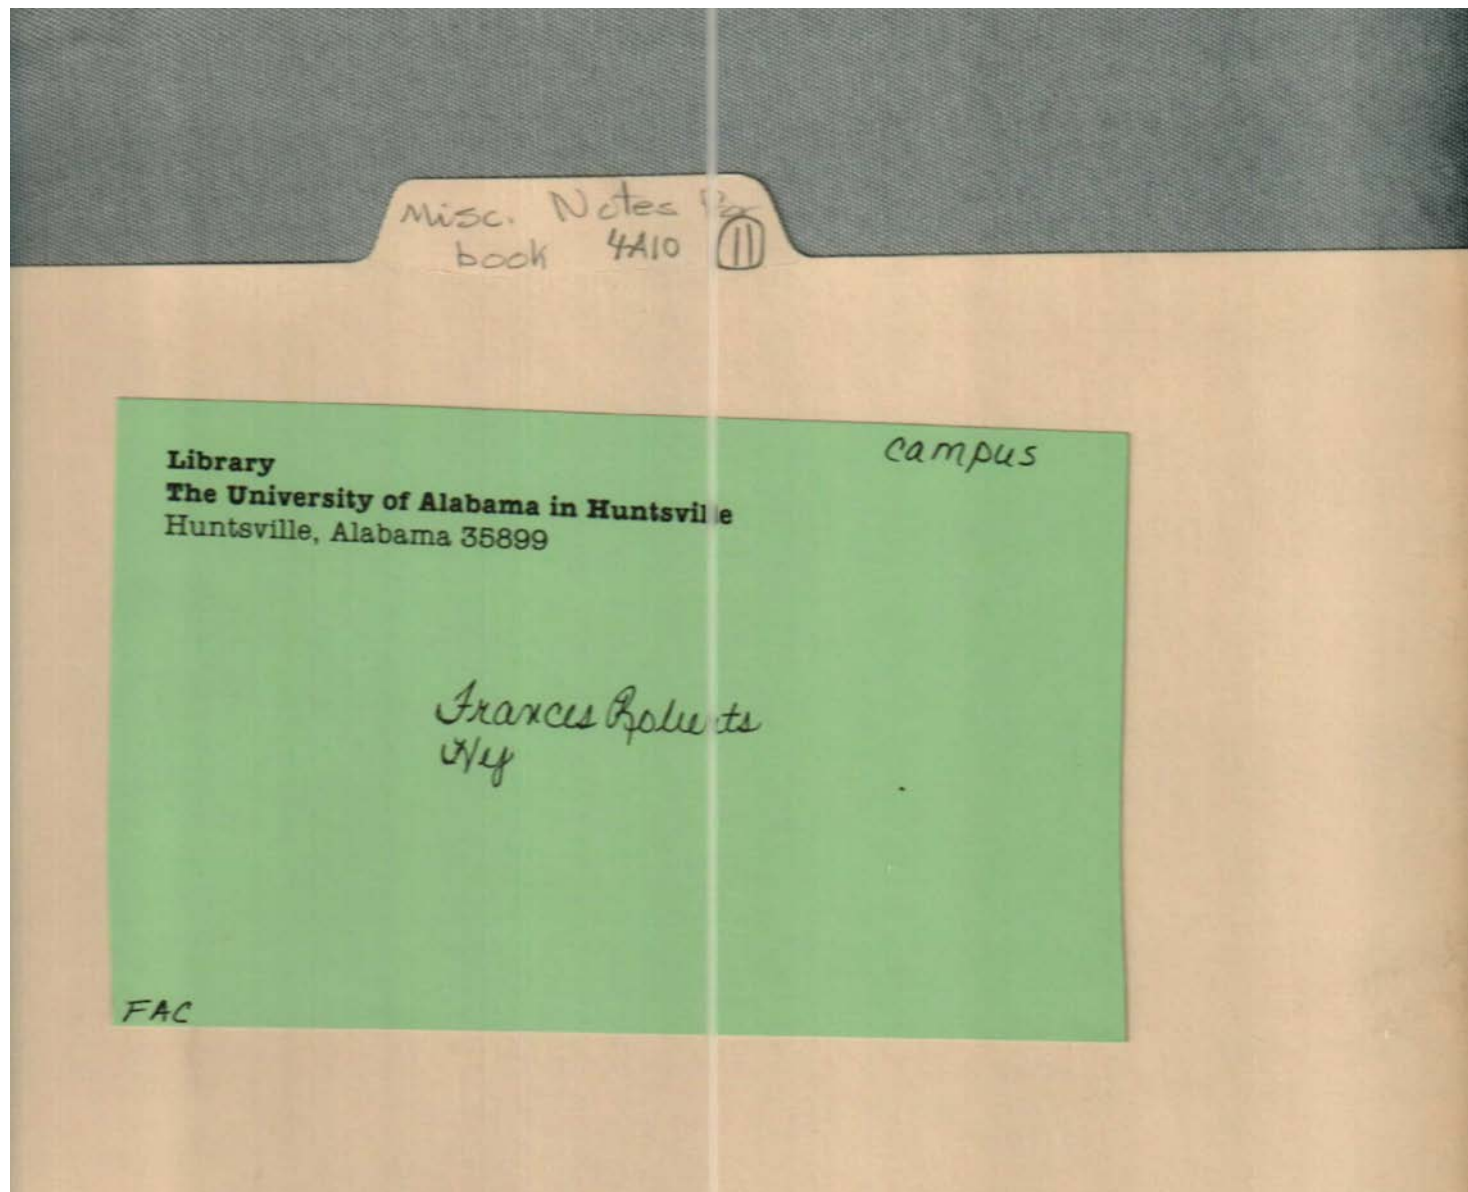 Misc. Notes For
book 4A10 11
campus
Library
The University of Alabama in Huntsville
Huntsville, Alabama 35899
Frances Roberts
Hy
FAC